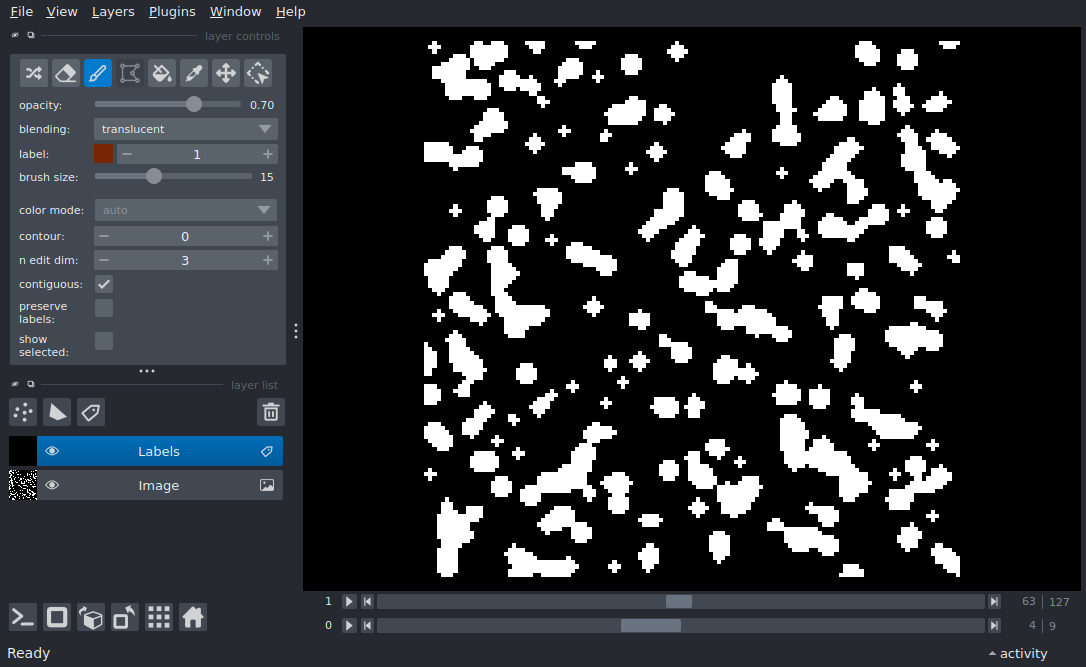 File View Layers Plugins Window Help
layer controls
opacity: 0.70
blending: translucent
label: 1
brush size: 15
color mode: auto
contour: 0
n edit dim: 3
contiguous:
preserve
labels:
show
selected:
layer list
Labels
Image
1 63 127
0 4 9
Ready activity